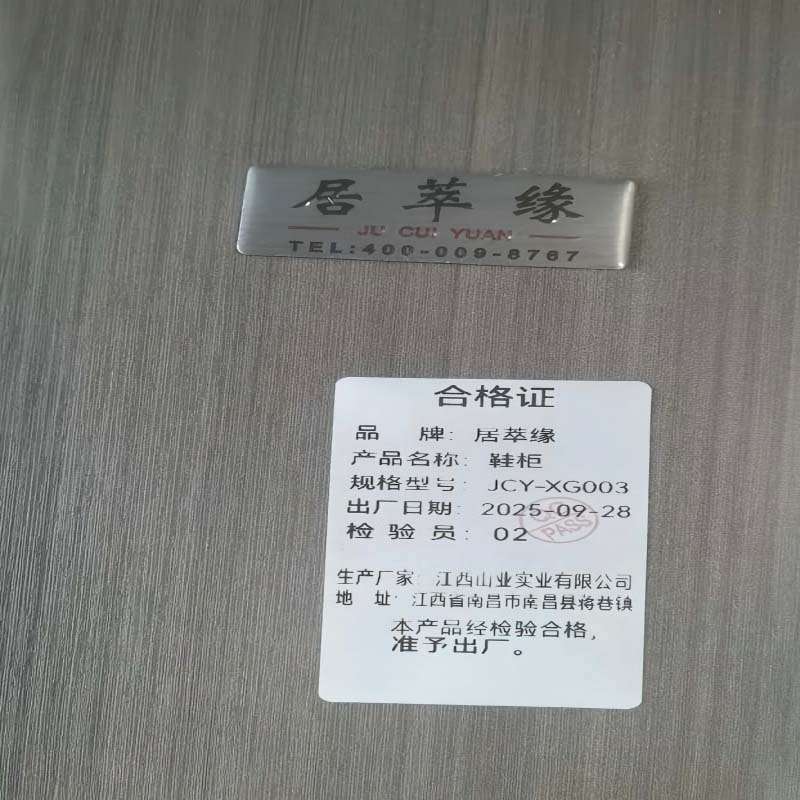 居萃缘
JU CUI YUAN
TEL:400-009-8767
合格证
品 牌: 居萃缘
产品名称: 鞋柜
规格型号: JCY-XG003
出厂日期: 2025-09-28
检 验 员: 02
QC
PASS
生产厂家: 江西山业实业有限公司
地 址: 江西省南昌市南昌县蒋巷镇
本产品经检验合格,
准予出厂。